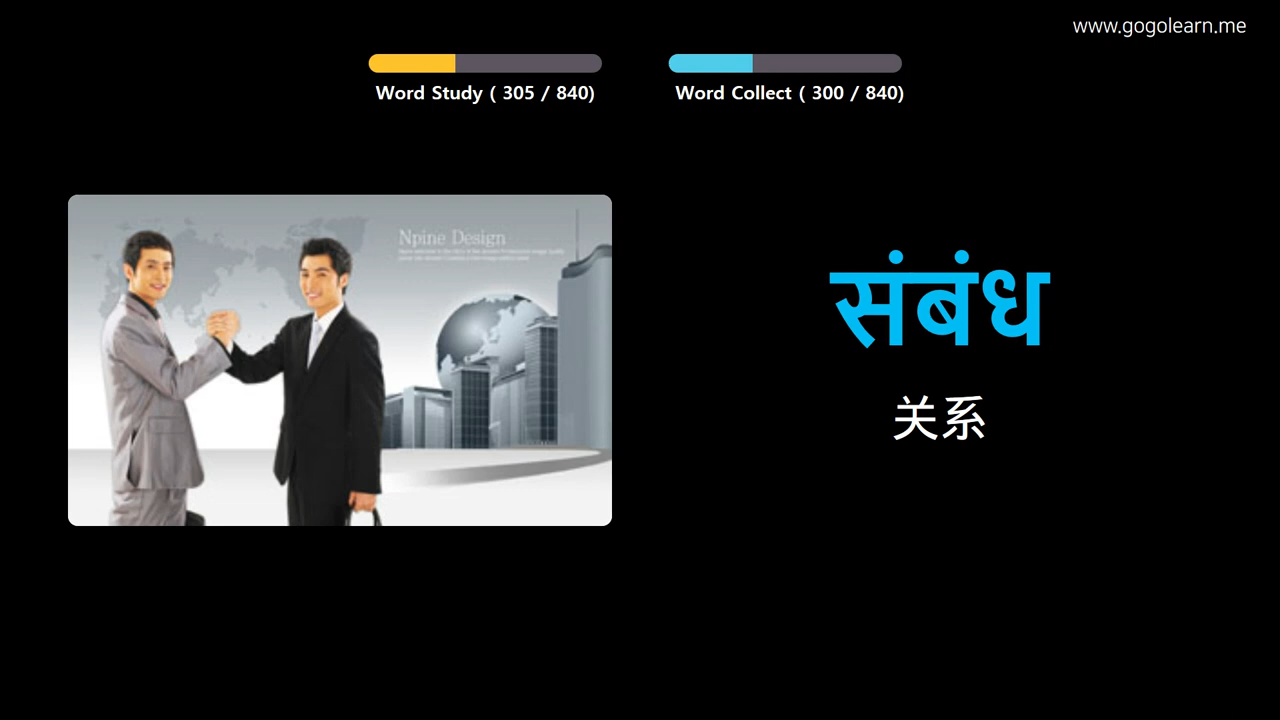 www.gogolearn.me
Word Study ( 305 / 840)
Word Collect ( 300 / 840)
Npine Design
संबंध
关系